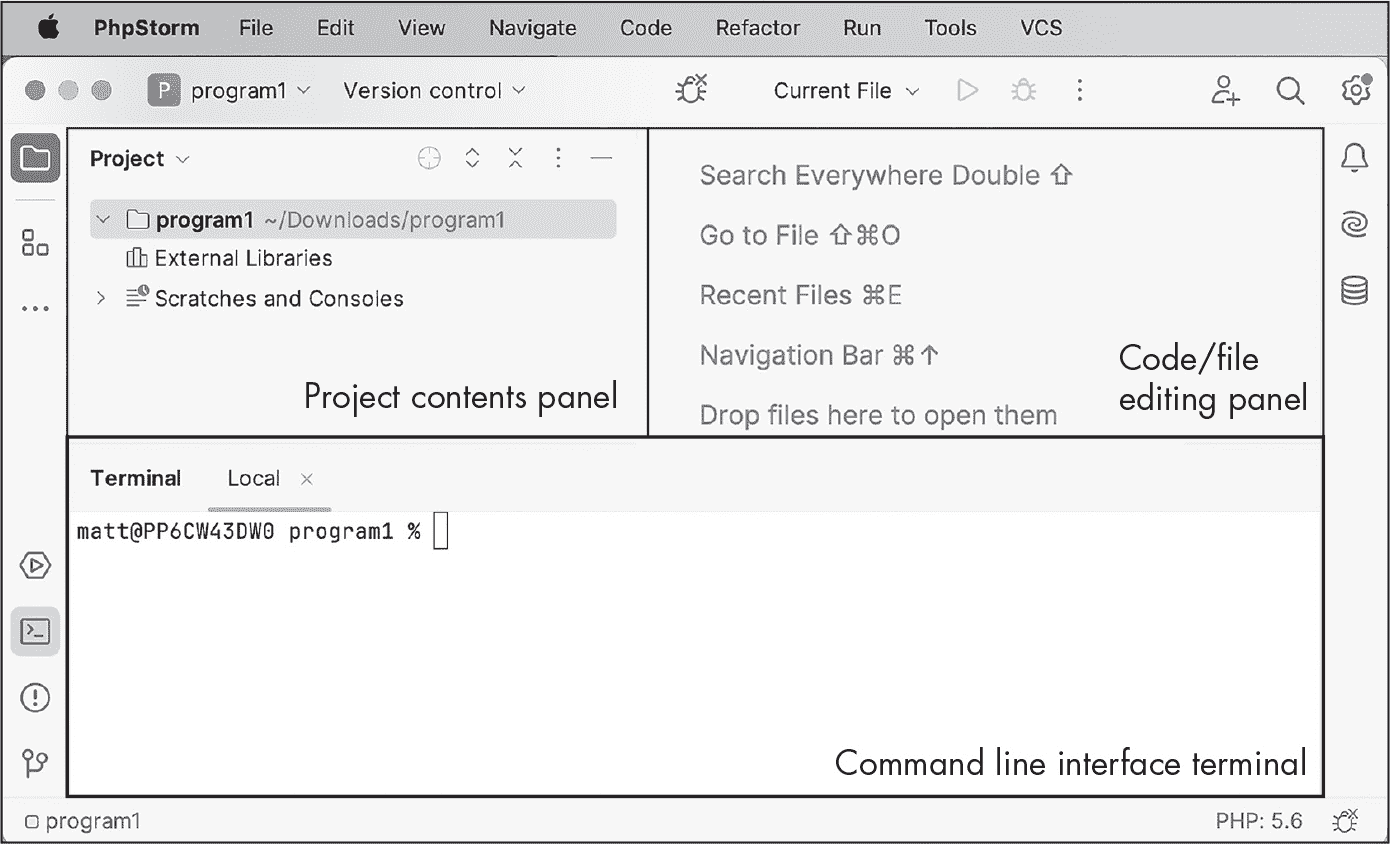 PhpStorm File Edit View Navigate Code Refactor Run Tools VCS
P program1 Version control Current File
Project
program1 ~/Downloads/program1
External Libraries
Scratches and Consoles
Project contents panel
Search Everywhere Double ⇧
Go to File ⇧⌘O
Recent Files ⌘E
Navigation Bar ⌘↑
Drop files here to open them
Code/file
editing panel
Terminal Local ×
matt@PP6CW43DW0 program1 %
Command line interface terminal
program1 PHP: 5.6